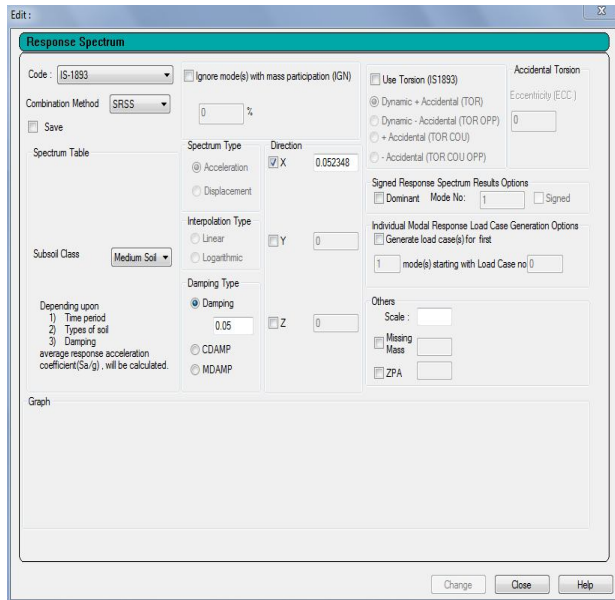 Edit :
X
Response Spectrum
Code : IS-1893
Combination Method SRSS
Save
Spectrum Table
Subsoil Class Medium Soil
Depending upon
1) Time period
2) Types of soil
3) Damping
average response acceleration
coefficient(Sa/g) , will be calculated.
Ignore mode(s) with mass participation (IGN)
0 %
Spectrum Type
Acceleration
Displacement
Interpolation Type
Linear
Logarithmic
Damping Type
Damping
0.05
CDAMP
MDAMP
Direction
X 0.052348
Y 0
Z 0
Use Torsion (IS1893)
Dynamic + Accidental (TOR)
Dynamic - Accidental (TOR OPP)
+ Accidental (TOR COU)
- Accidental (TOR COU OPP)
Accidental Torsion
Eccentricity (ECC )
0
Signed Response Spectrum Results Options
Dominant Mode No: 1 Signed
Individual Modal Response Load Case Generation Options
Generate load case(s) for first
1 mode(s) starting with Load Case no 0
Others
Scale :
Missing
Mass
ZPA
Graph
Change Close Help